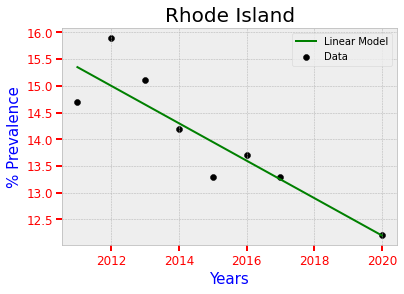 Rhode Island
Linear Model
Data
16.0
15.5
15.0
14.5
14.0
13.5
13.0
12.5
% Prevalence
2012 2014 2016 2018 2020
Years